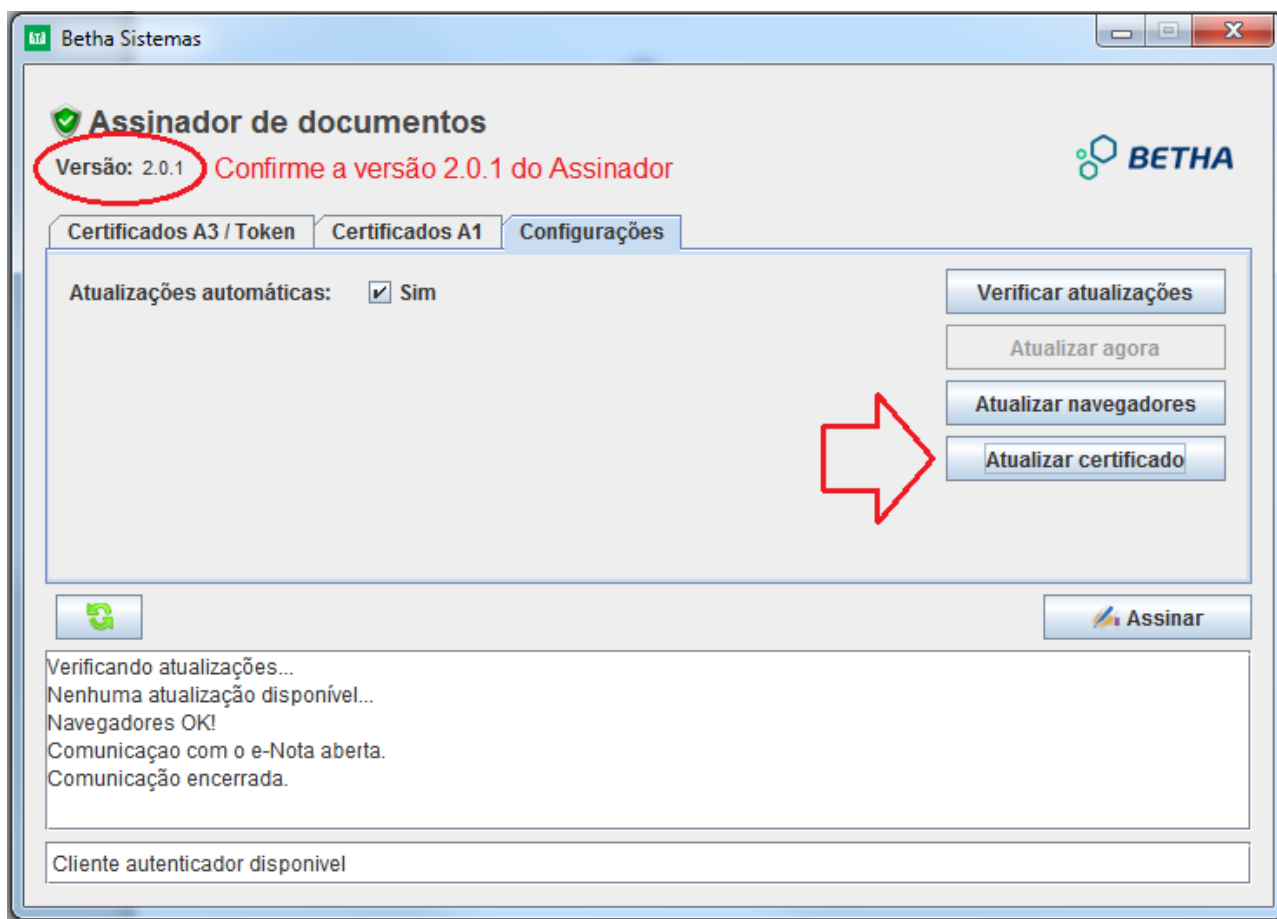 Betha Sistemas
Assinador de documentos
Versão: 2.0.1 Confirme a versão 2.0.1 do Assinador
BETHA
Certificados A3 / Token Certificados A1 Configurações
Atualizações automáticas: Sim
Verificar atualizações
Atualizar agora
Atualizar navegadores
Atualizar certificado
Assinar
Verificando atualizações...
Nenhuma atualização disponível...
Navegadores OK!
Comunicaçao com o e-Nota aberta.
Comunicação encerrada.
Cliente autenticador disponivel